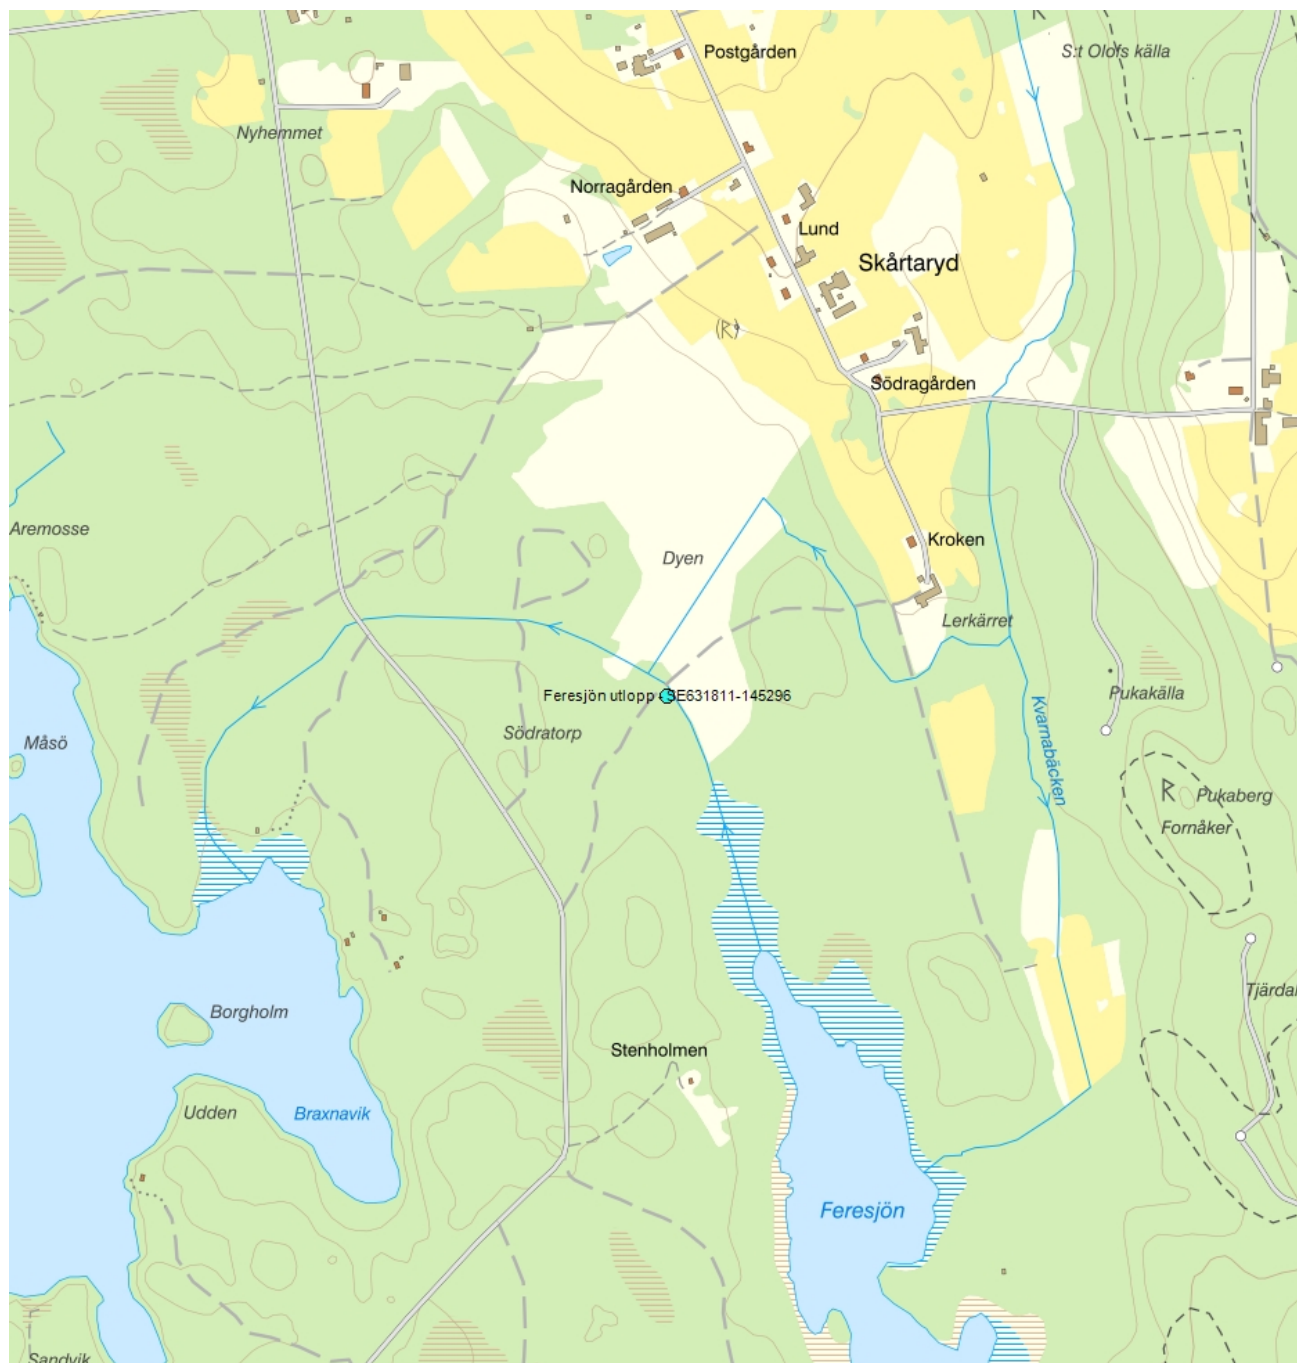 S:t Olofs källa
Postgården
Nyhemmet
Norragården
Lund
Skårtaryd
(R)
Södragården
Aremosse
Dyen
Kroken
Lerkärret
Pukakälla
Feresjön utlopp - SE631811-145296
Södratorp
Måsö
Kvarnabäcken
R Pukaberg
Fornåker
Tjärdal
Borgholm
Stenholmen
Udden
Braxnavik
Feresjön
Sandvik